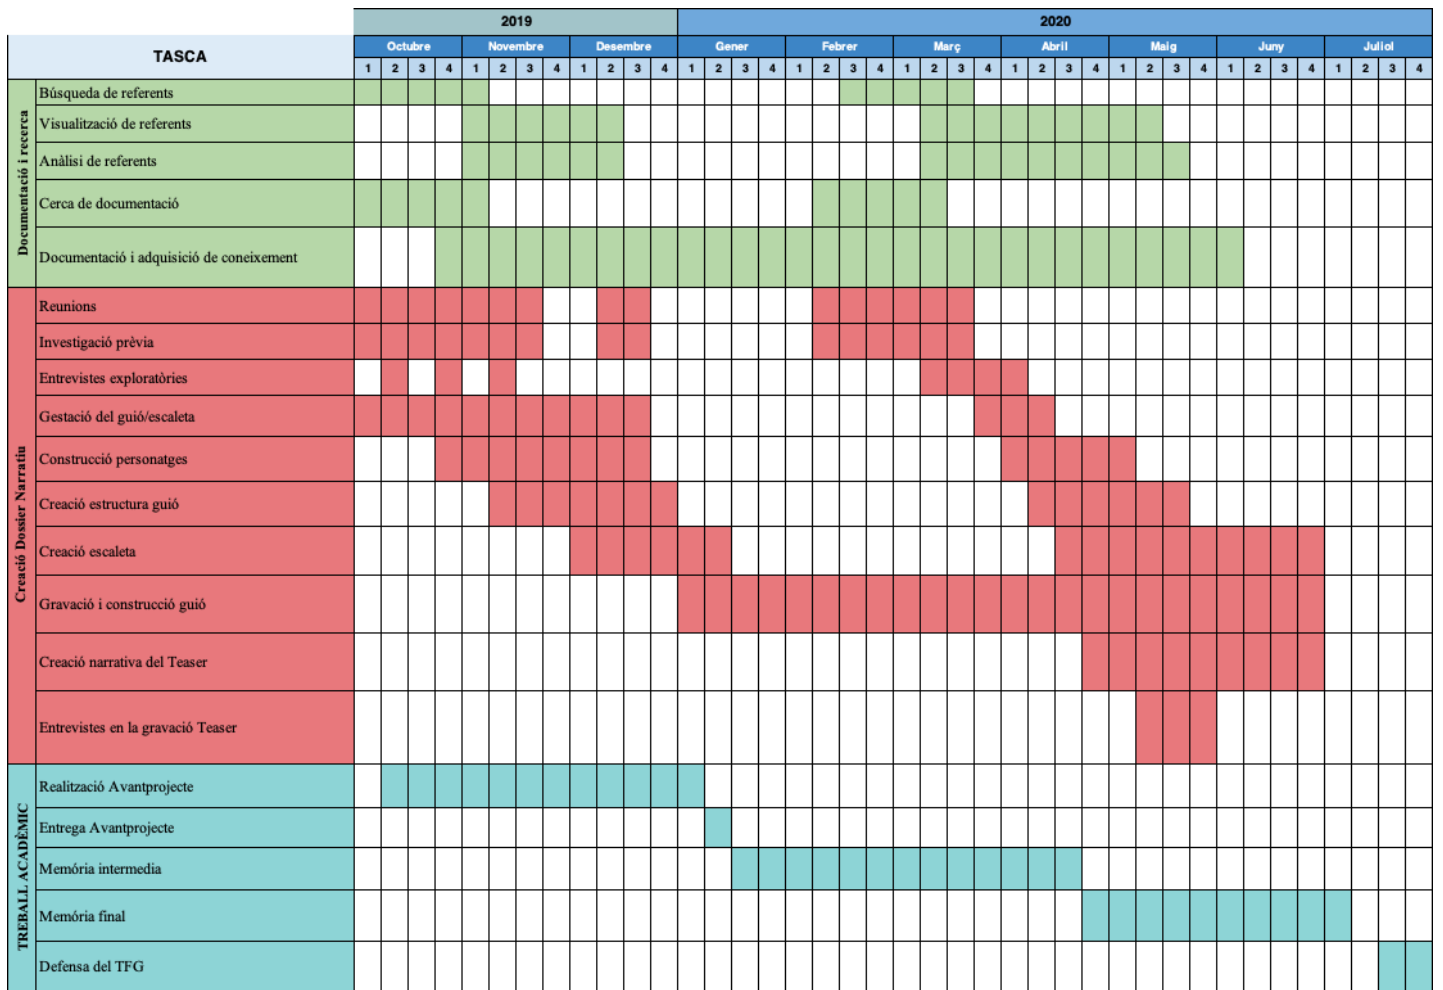 2019 2020
TASCA
Octubre Novembre Desembre Gener Febrer Març Abril Maig Juny Juliol
1 2 3 4 1 2 3 4 1 2 3 4 1 2 3 4 1 2 3 4 1 2 3 4 1 2 3 4 1 2 3 4 1 2 3 4 1 2 3 4
Documentació i recerca
Búsqueda de referents
Visualització de referents
Anàlisi de referents
Cerca de documentació
Documentació i adquisició de coneixement
Creació Dossier Narratiu
Reunions
Investigació prèvia
Entrevistes exploratòries
Gestació del guió/escaleta
Construcció personatges
Creació estructura guió
Creació escaleta
Gravació i construcció guió
Creació narrativa del Teaser
Entrevistes en la gravació Teaser
TREBALL ACADÈMIC
Realització Avantprojecte
Entrega Avantprojecte
Memória intermedia
Memória final
Defensa del TFG